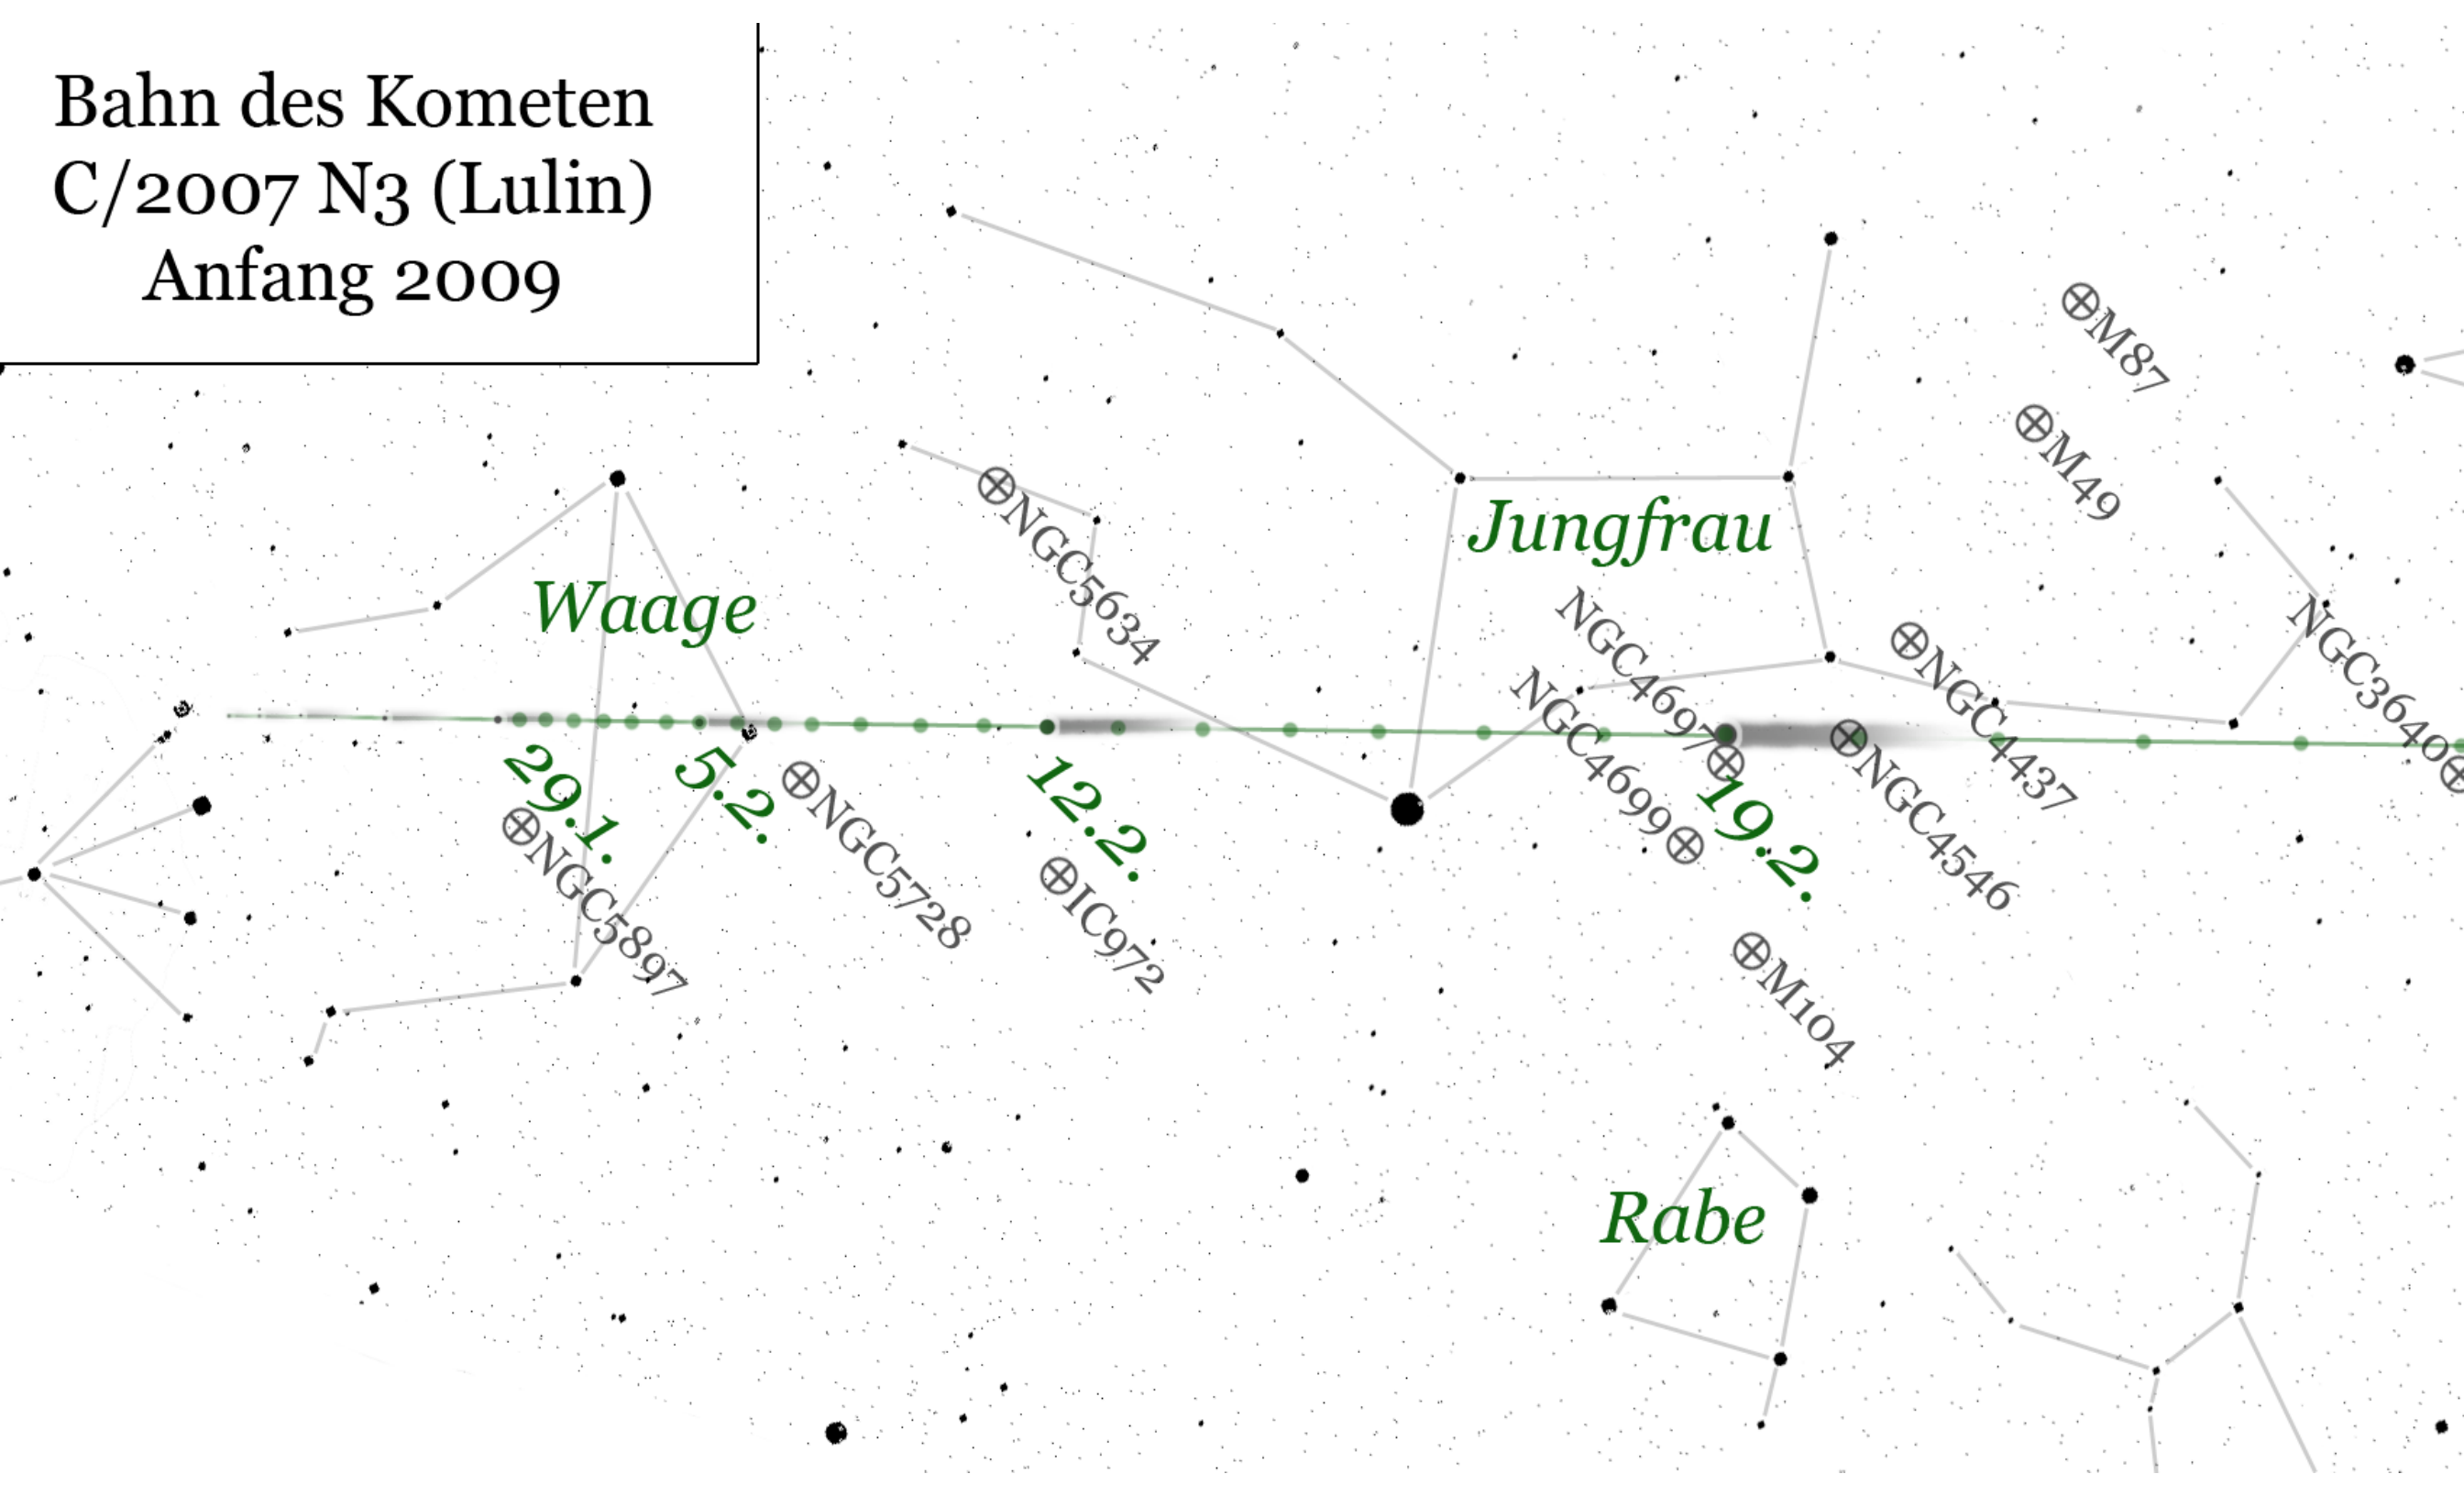 Bahn des Kometen
C/2007 N3 (Lulin)
Anfang 2009
M87
M49
Jungfrau
NGC5634
Waage
NGC4697
NGC4437
NGC3640
NGC4699
29.1.
5.2.
12.2.
19.2.
NGC4546
NGC5728
NGC5897
IC972
M104
Rabe